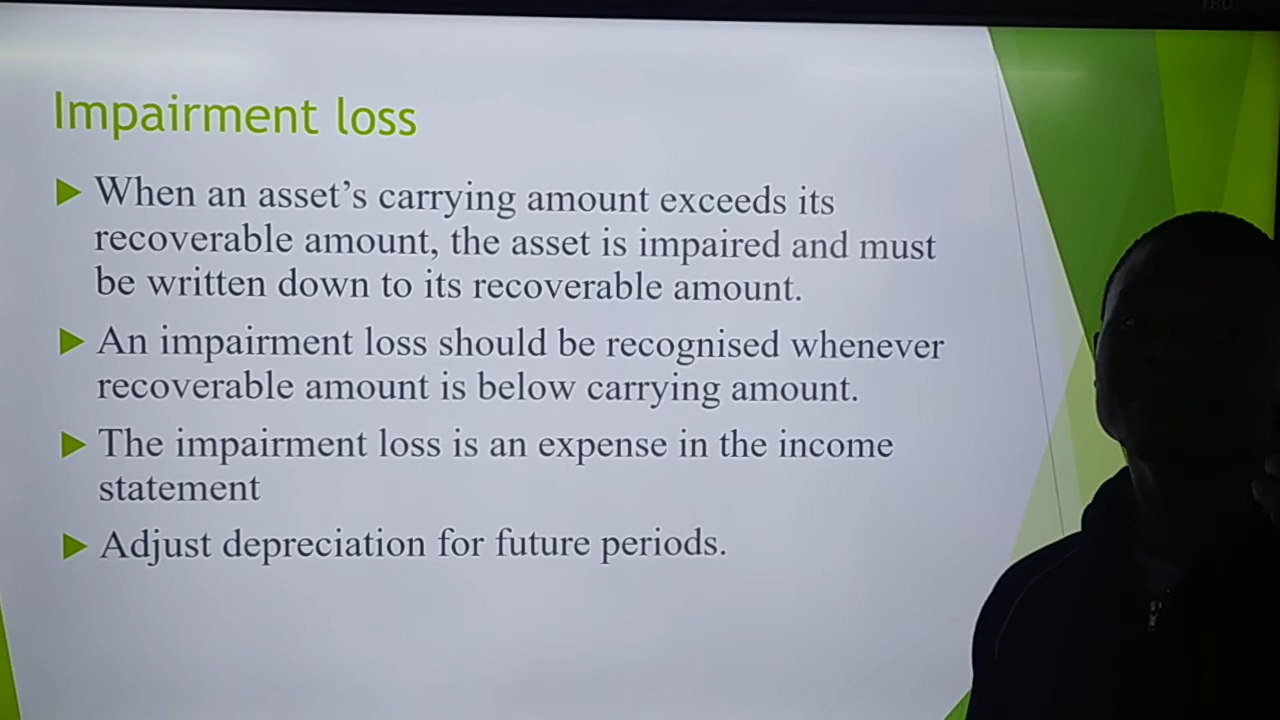 Impairment loss
When an asset’s carrying amount exceeds its
recoverable amount, the asset is impaired and must
be written down to its recoverable amount.
An impairment loss should be recognised whenever
recoverable amount is below carrying amount.
The impairment loss is an expense in the income
statement
Adjust depreciation for future periods.